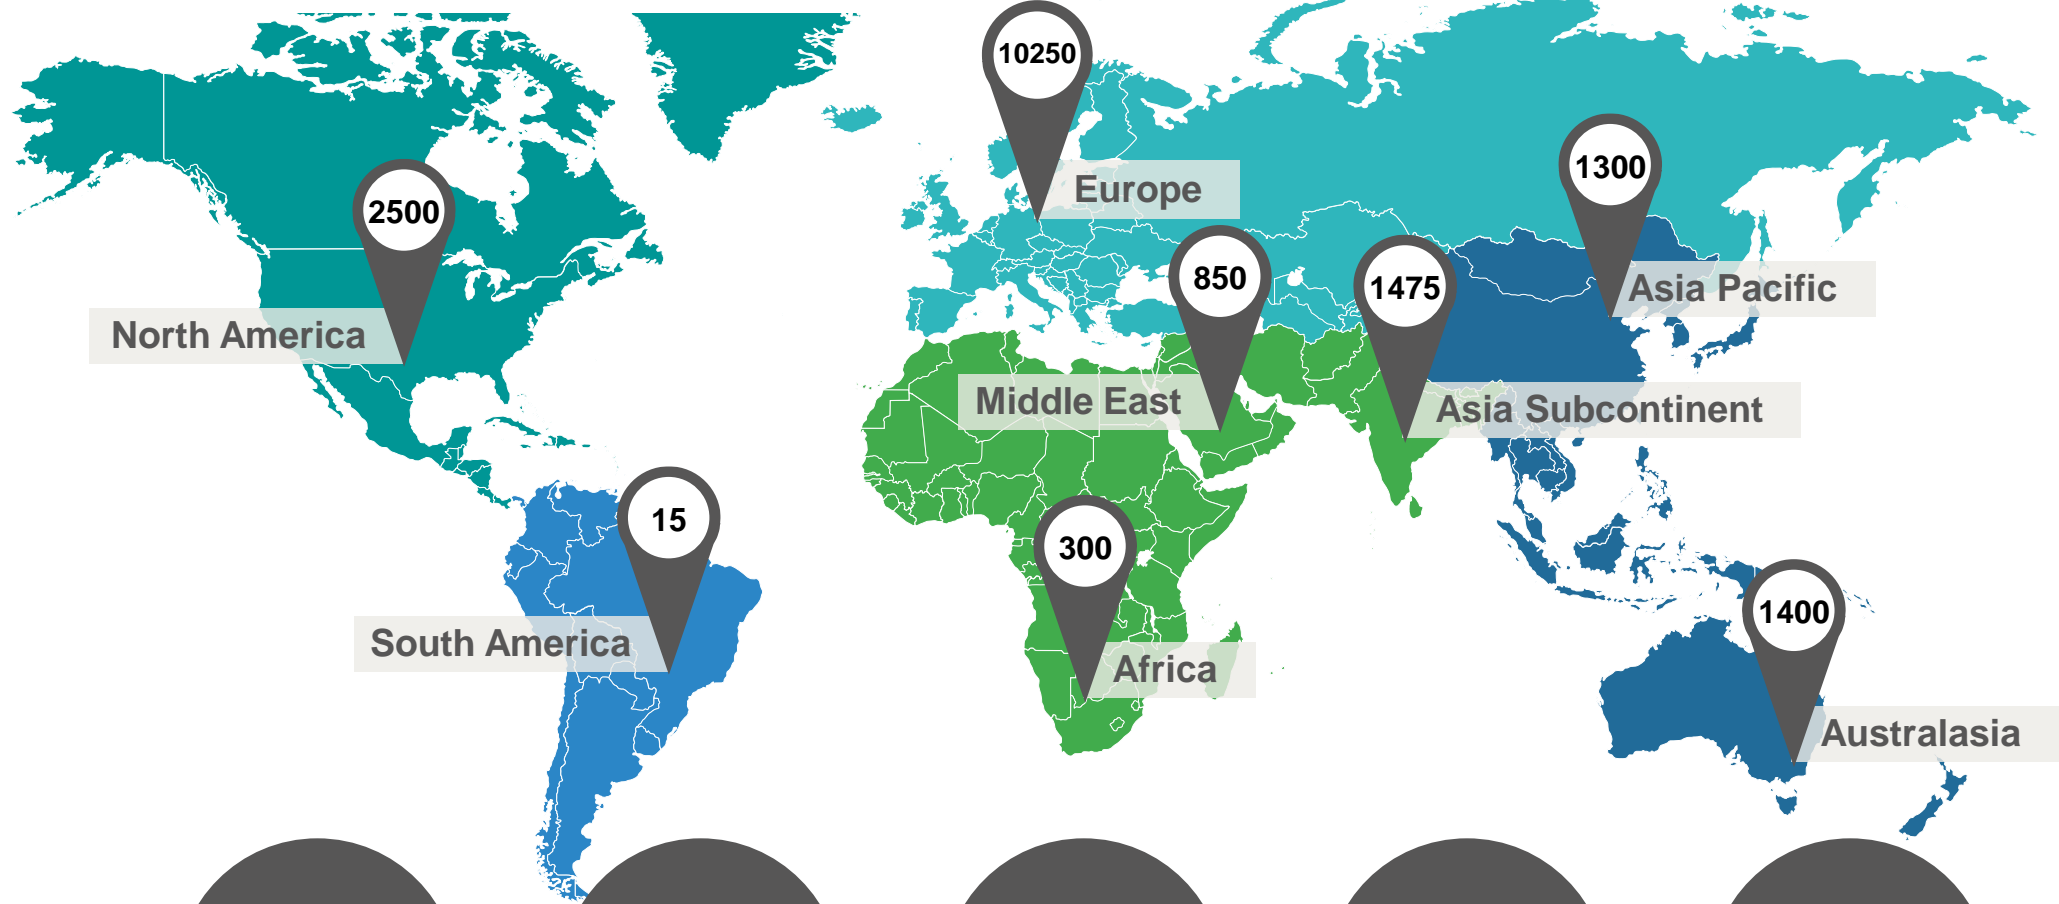 10250
Europe
1300
Asia Pacific
2500
North America
850
Middle East
1475
Asia Subcontinent
15
South America
300
Africa
1400
Australasia